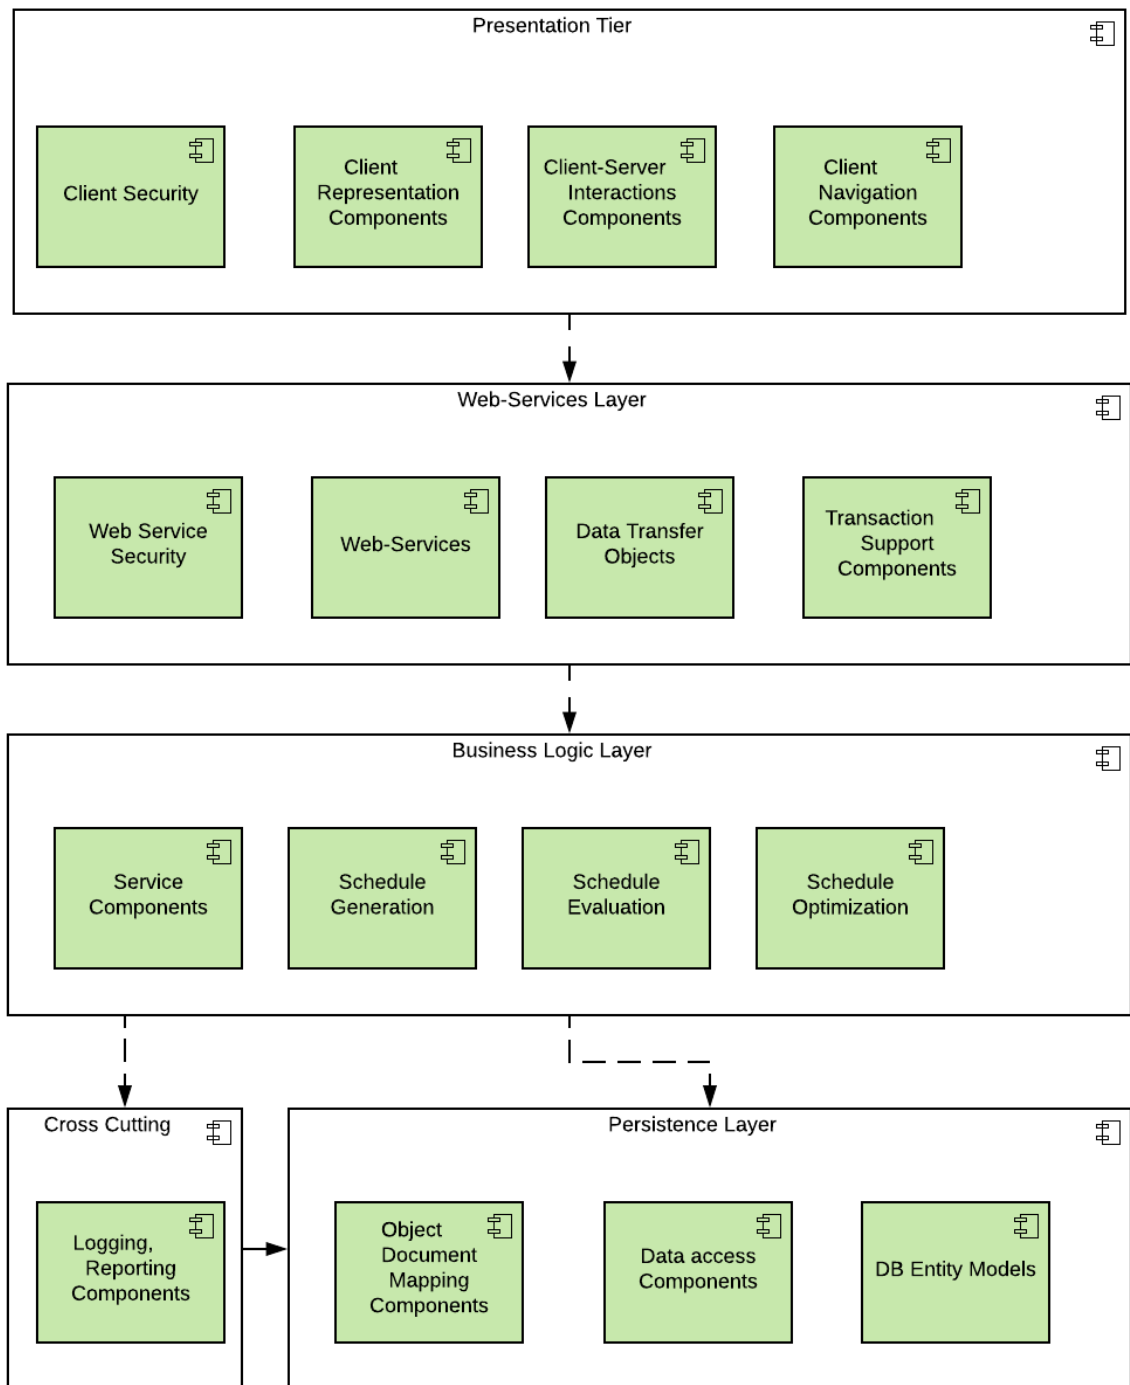 Presentation Tier
Client Security
Client
Representation
Components
Client-Server
Interactions
Components
Client
Navigation
Components
Web-Services Layer
Web Service
Security
Web-Services
Data Transfer
Objects
Transaction
Support
Components
Business Logic Layer
Service
Components
Schedule
Generation
Schedule
Evaluation
Schedule
Optimization
Cross Cutting
Logging,
Reporting
Components
Persistence Layer
Object
Document
Mapping
Components
Data access
Components
DB Entity Models